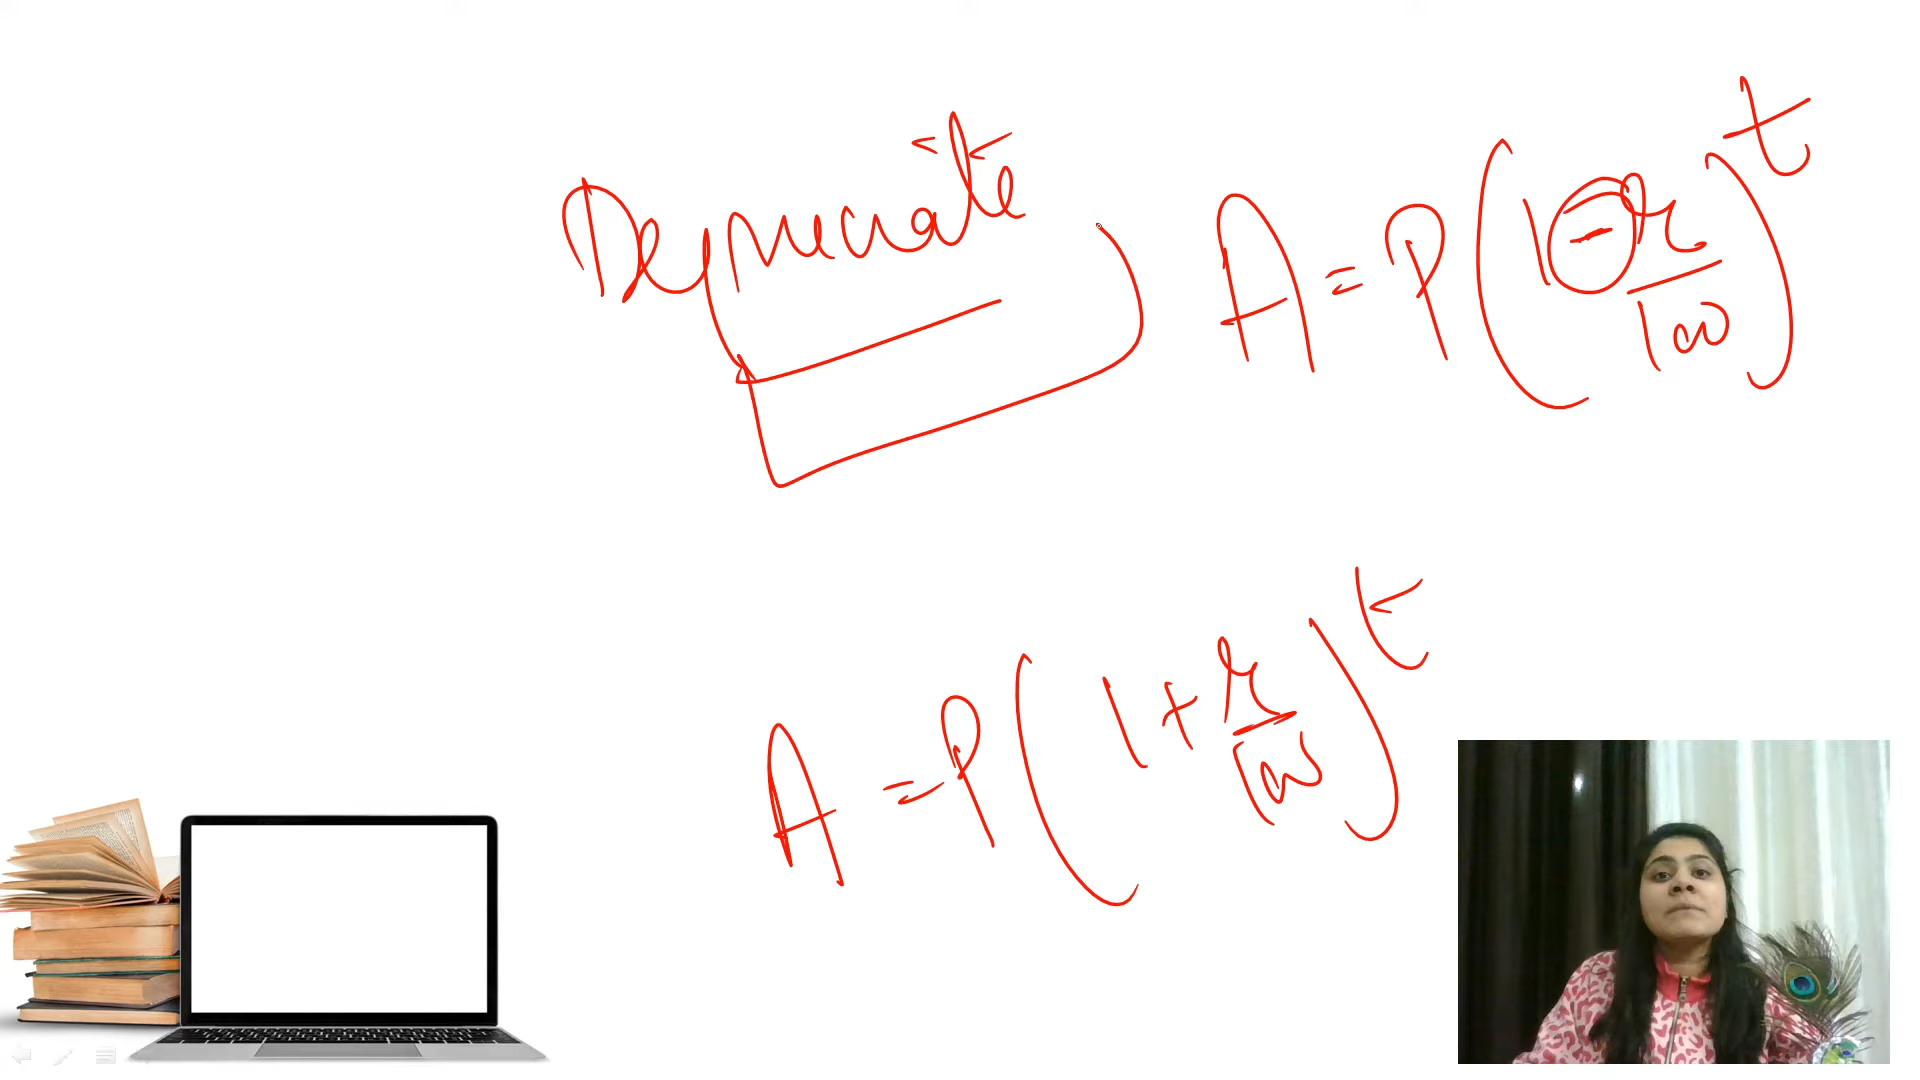 Depreciate A = P(1 - r/100)^t
A = P(1 + r/100)^t